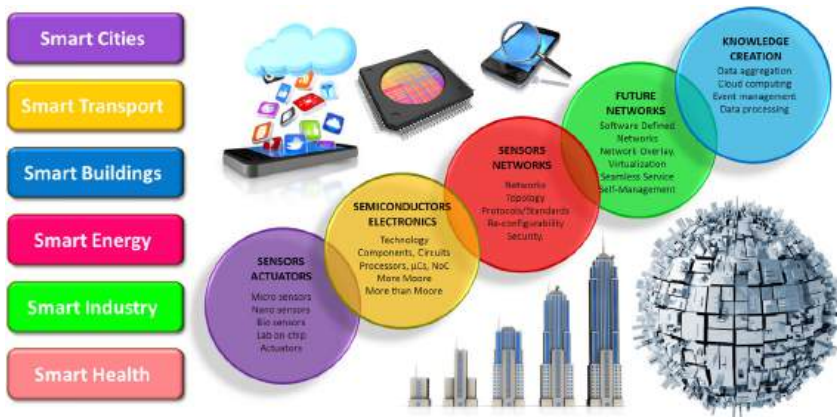 Smart Cities
Smart Transport
Smart Buildings
Smart Energy
Smart Industry
Smart Health
SENSORS
ACTUATORS
Micro sensors
Nano sensors
Bio sensors
Lab on chip
Actuators
SEMICONDUCTORS
ELECTRONICS
Technology
Components, Circuits
Processors, µCs, NoC
More Moore
More than Moore
SENSORS
NETWORKS
Networks
Topology
Protocols/Standards
Re-configurability
Security.
FUTURE
NETWORKS
Software Defined
Networks
Network Overlay,
Virtualization
Seamless Service
Self-Management
KNOWLEDGE
CREATION
Data aggregation
Cloud computing
Event management
Data processing